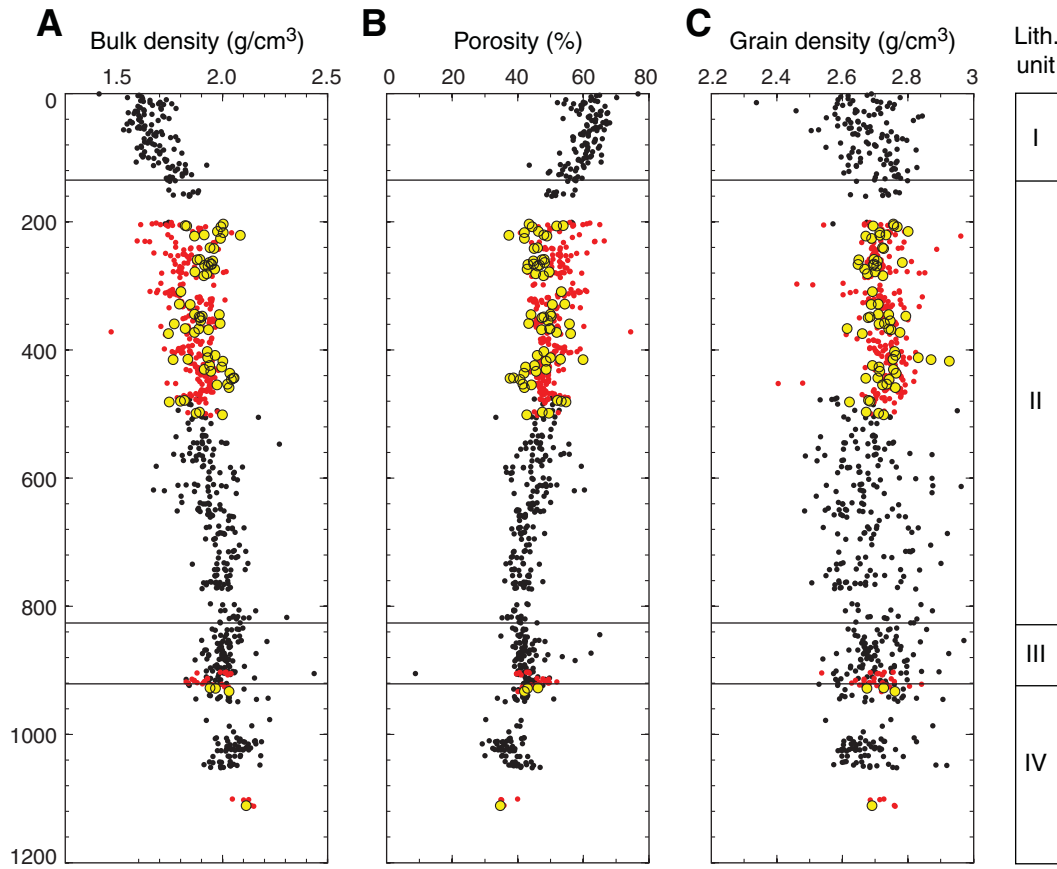 A Bulk density (g/cm³) B Porosity (%) C Grain density (g/cm³) Lith.
unit
1.5 2.0 2.5 0 20 40 60 80 2.2 2.4 2.6 2.8 3
0
I
200
400
II
600
800
III
1000
IV
1200